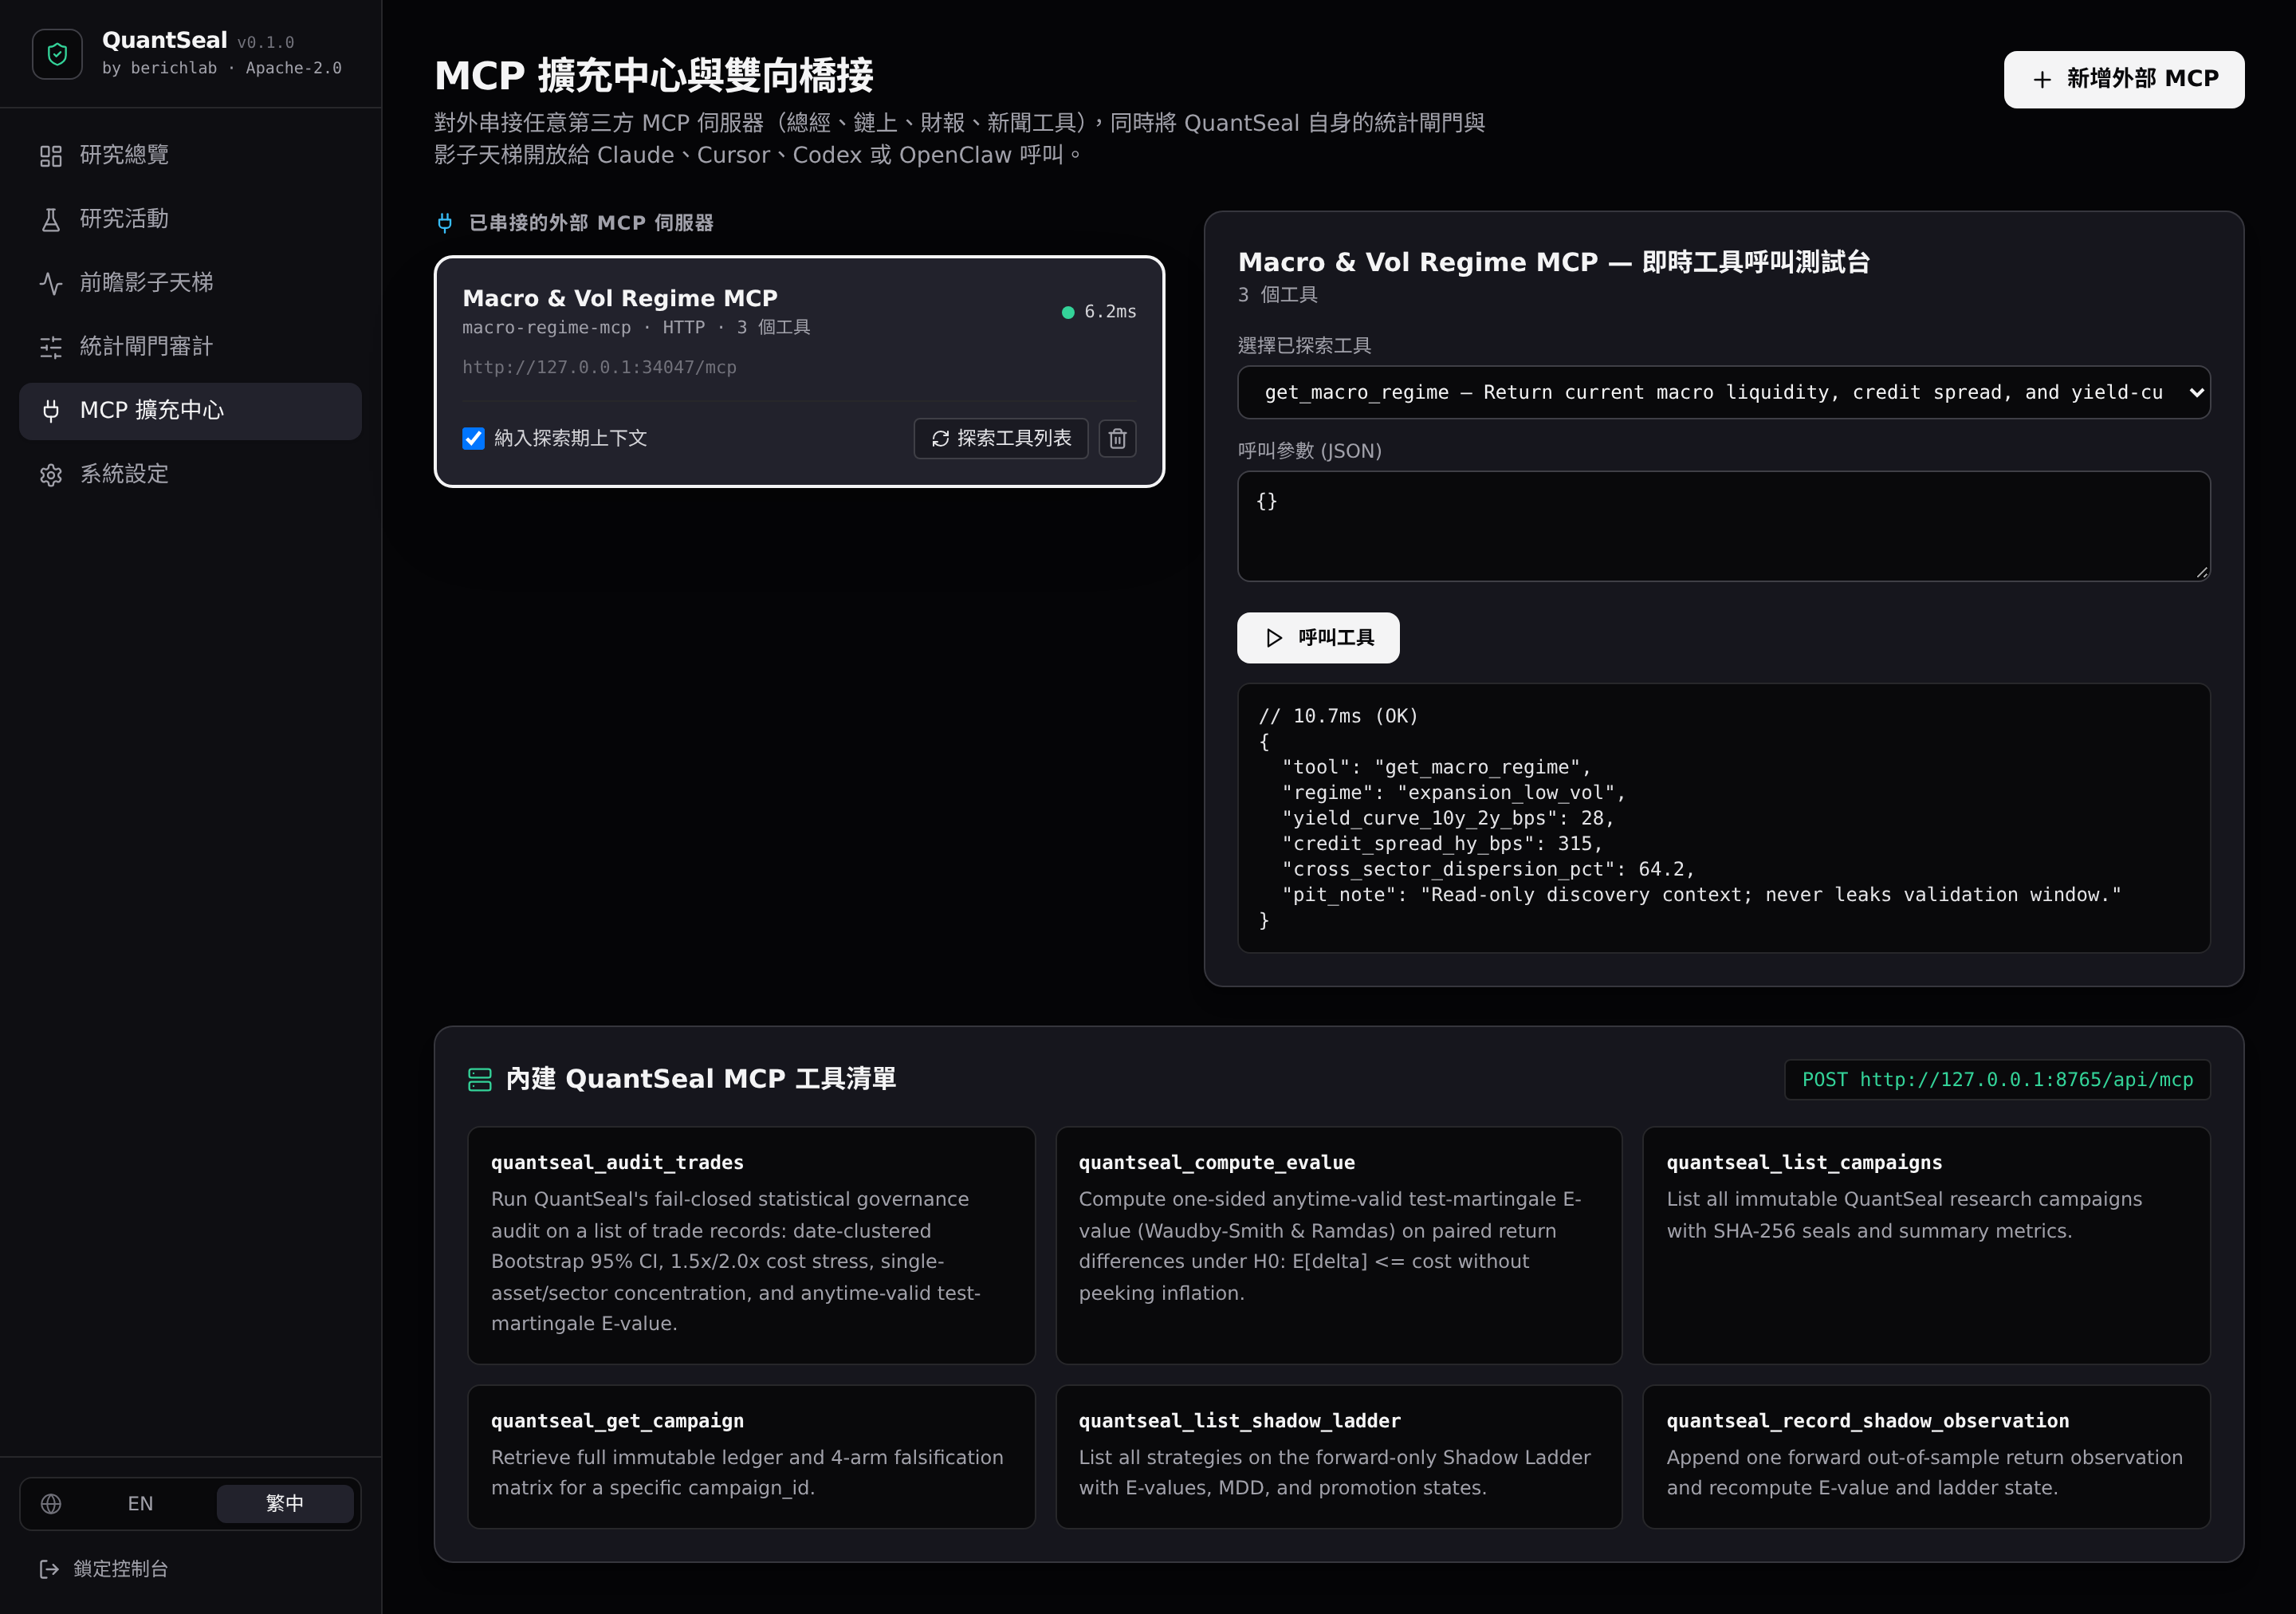 QuantSeal v0.1.0
by berichlab · Apache-2.0
研究總覽
研究活動
前瞻影子天梯
統計閘門審計
MCP 擴充中心
系統設定
EN
繁中
鎖定控制台
MCP 擴充中心與雙向橋接
對外串接任意第三方 MCP 伺服器（總經、鏈上、財報、新聞工具），同時將 QuantSeal 自身的統計閘門與
影子天梯開放給 Claude、Cursor、Codex 或 OpenClaw 呼叫。
新增外部 MCP
已串接的外部 MCP 伺服器
Macro & Vol Regime MCP
macro-regime-mcp · HTTP · 3 個工具
6.2ms
http://127.0.0.1:34047/mcp
納入探索期上下文
探索工具列表
Macro & Vol Regime MCP — 即時工具呼叫測試台
3 個工具
選擇已探索工具
get_macro_regime — Return current macro liquidity, credit spread, and yield-cu
呼叫參數 (JSON)
{}
呼叫工具
// 10.7ms (OK)
{
"tool": "get_macro_regime",
"regime": "expansion_low_vol",
"yield_curve_10y_2y_bps": 28,
"credit_spread_hy_bps": 315,
"cross_sector_dispersion_pct": 64.2,
"pit_note": "Read-only discovery context; never leaks validation window."
}
內建 QuantSeal MCP 工具清單
POST http://127.0.0.1:8765/api/mcp
quantseal_audit_trades
Run QuantSeal's fail-closed statistical governance
audit on a list of trade records: date-clustered
Bootstrap 95% CI, 1.5x/2.0x cost stress, single-
asset/sector concentration, and anytime-valid test-
martingale E-value.
quantseal_compute_evalue
Compute one-sided anytime-valid test-martingale E-
value (Waudby-Smith & Ramdas) on paired return
differences under H0: E[delta] <= cost without
peeking inflation.
quantseal_list_campaigns
List all immutable QuantSeal research campaigns
with SHA-256 seals and summary metrics.
quantseal_get_campaign
Retrieve full immutable ledger and 4-arm falsification
matrix for a specific campaign_id.
quantseal_list_shadow_ladder
List all strategies on the forward-only Shadow Ladder
with E-values, MDD, and promotion states.
quantseal_record_shadow_observation
Append one forward out-of-sample return observation
and recompute E-value and ladder state.